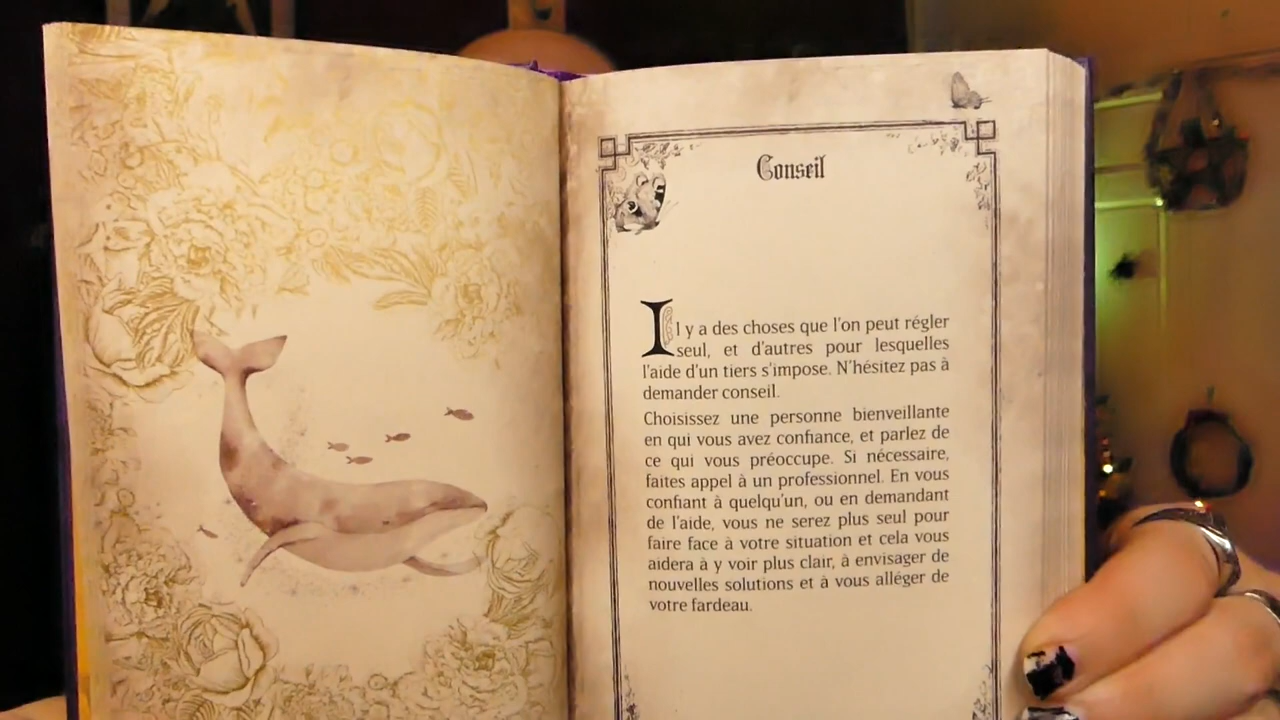 Conseil
Il y a des choses que l'on peut régler
seul, et d'autres pour lesquelles
l'aide d'un tiers s'impose. N'hésitez pas à
demander conseil.
Choisissez une personne bienveillante
en qui vous avez confiance, et parlez de
ce qui vous préoccupe. Si nécessaire,
faites appel à un professionnel. En vous
confiant à quelqu'un, ou en demandant
de l'aide, vous ne serez plus seul pour
faire face à votre situation et cela vous
aidera à y voir plus clair, à envisager de
nouvelles solutions et à vous alléger de
votre fardeau.